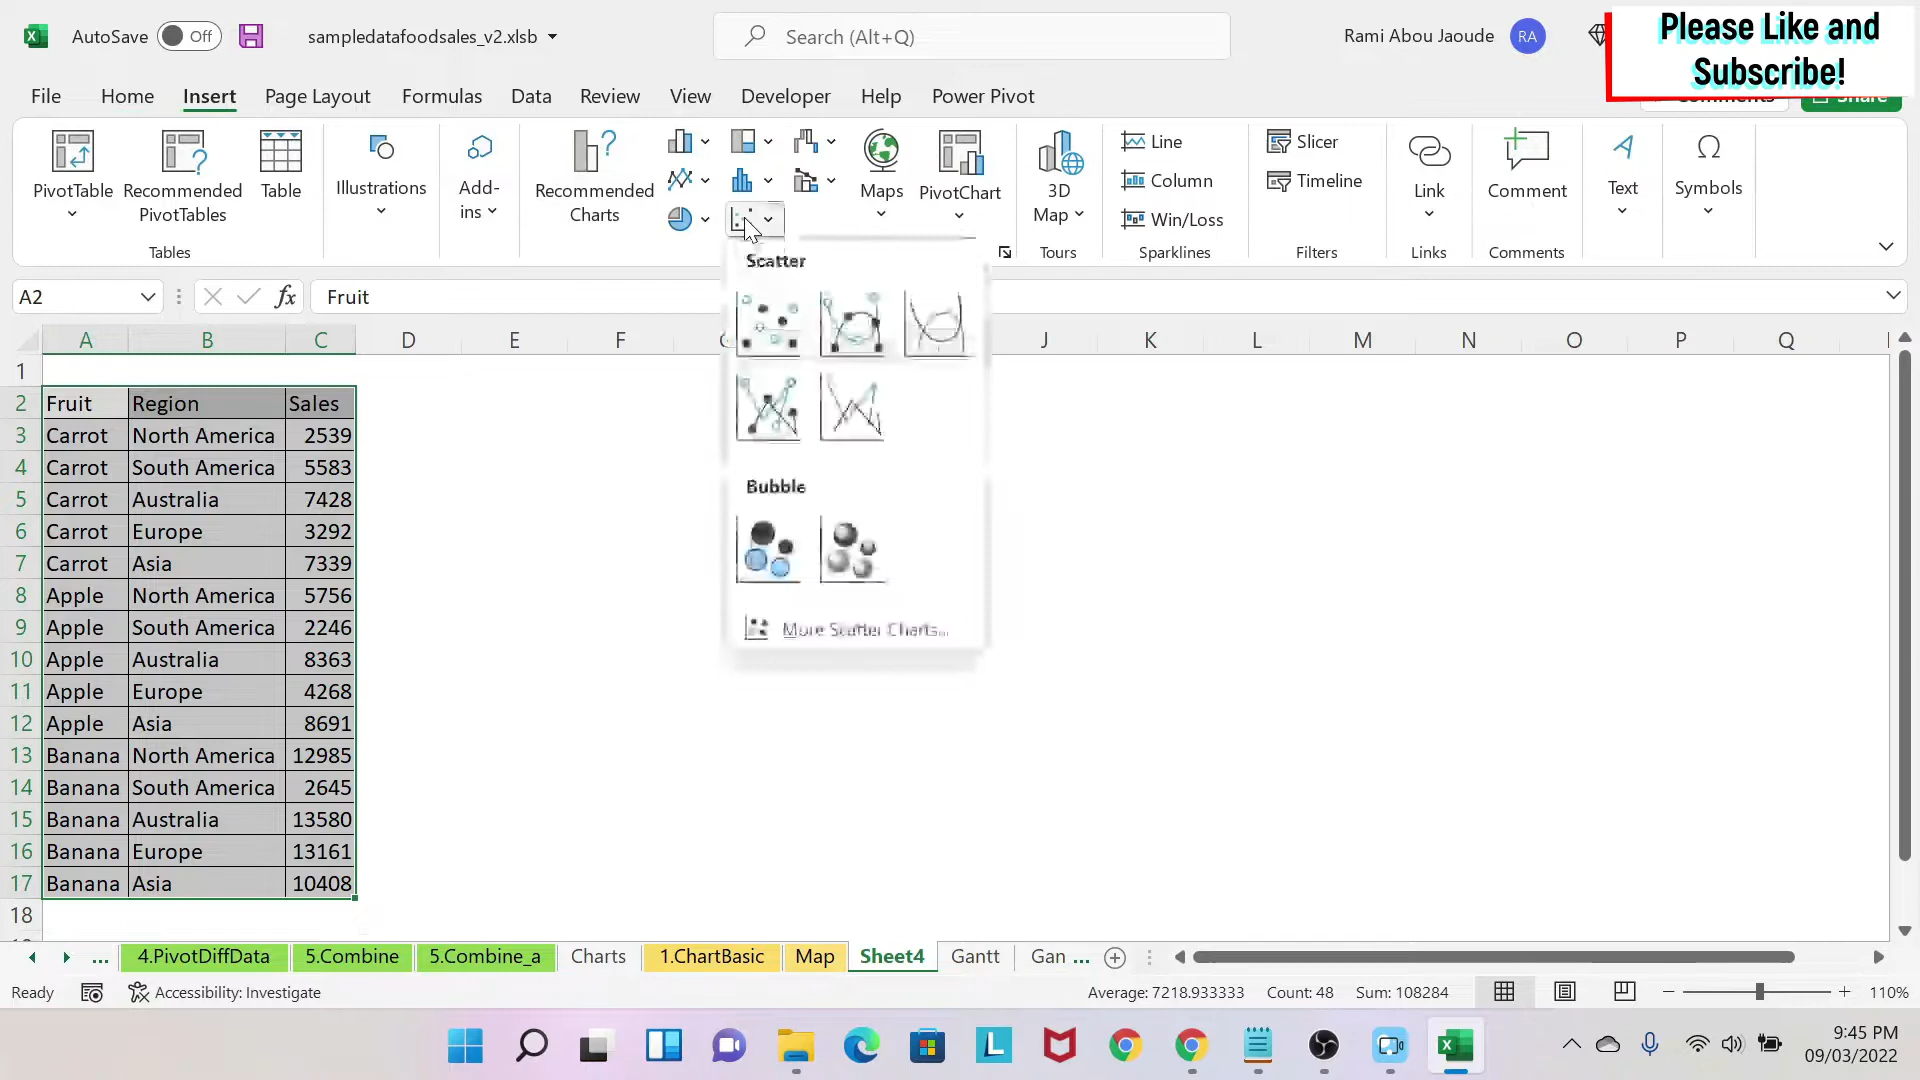 AutoSave Off sampledatafoodsales_v2.xlsb Search (Alt+Q) Rami Abou Jaoude RA
Please Like and
Subscribe!
File Home Insert Page Layout Formulas Data Review View Developer Help Power Pivot Comments Share
PivotTable
Recommended
PivotTables
Table
Tables
Illustrations
Add-
ins
Recommended
Charts
Maps
PivotChart
3D
Map
Tours
Line
Column
Win/Loss
Sparklines
Slicer
Timeline
Filters
Link
Links
Comment
Comments
Text
Symbols
A2 fx Fruit
Scatter
Bubble
More Scatter Charts...
A B C D E F J K L M N O P Q
1
2 Fruit Region Sales
3 Carrot North America 2539
4 Carrot South America 5583
5 Carrot Australia 7428
6 Carrot Europe 3292
7 Carrot Asia 7339
8 Apple North America 5756
9 Apple South America 2246
10 Apple Australia 8363
11 Apple Europe 4268
12 Apple Asia 8691
13 Banana North America 12985
14 Banana South America 2645
15 Banana Australia 13580
16 Banana Europe 13161
17 Banana Asia 10408
18
... 4.PivotDiffData 5.Combine 5.Combine_a Charts 1.ChartBasic Map Sheet4 Gantt Gan ...
Ready Accessibility: Investigate Average: 7218.933333 Count: 48 Sum: 108284 110%
9:45 PM
09/03/2022